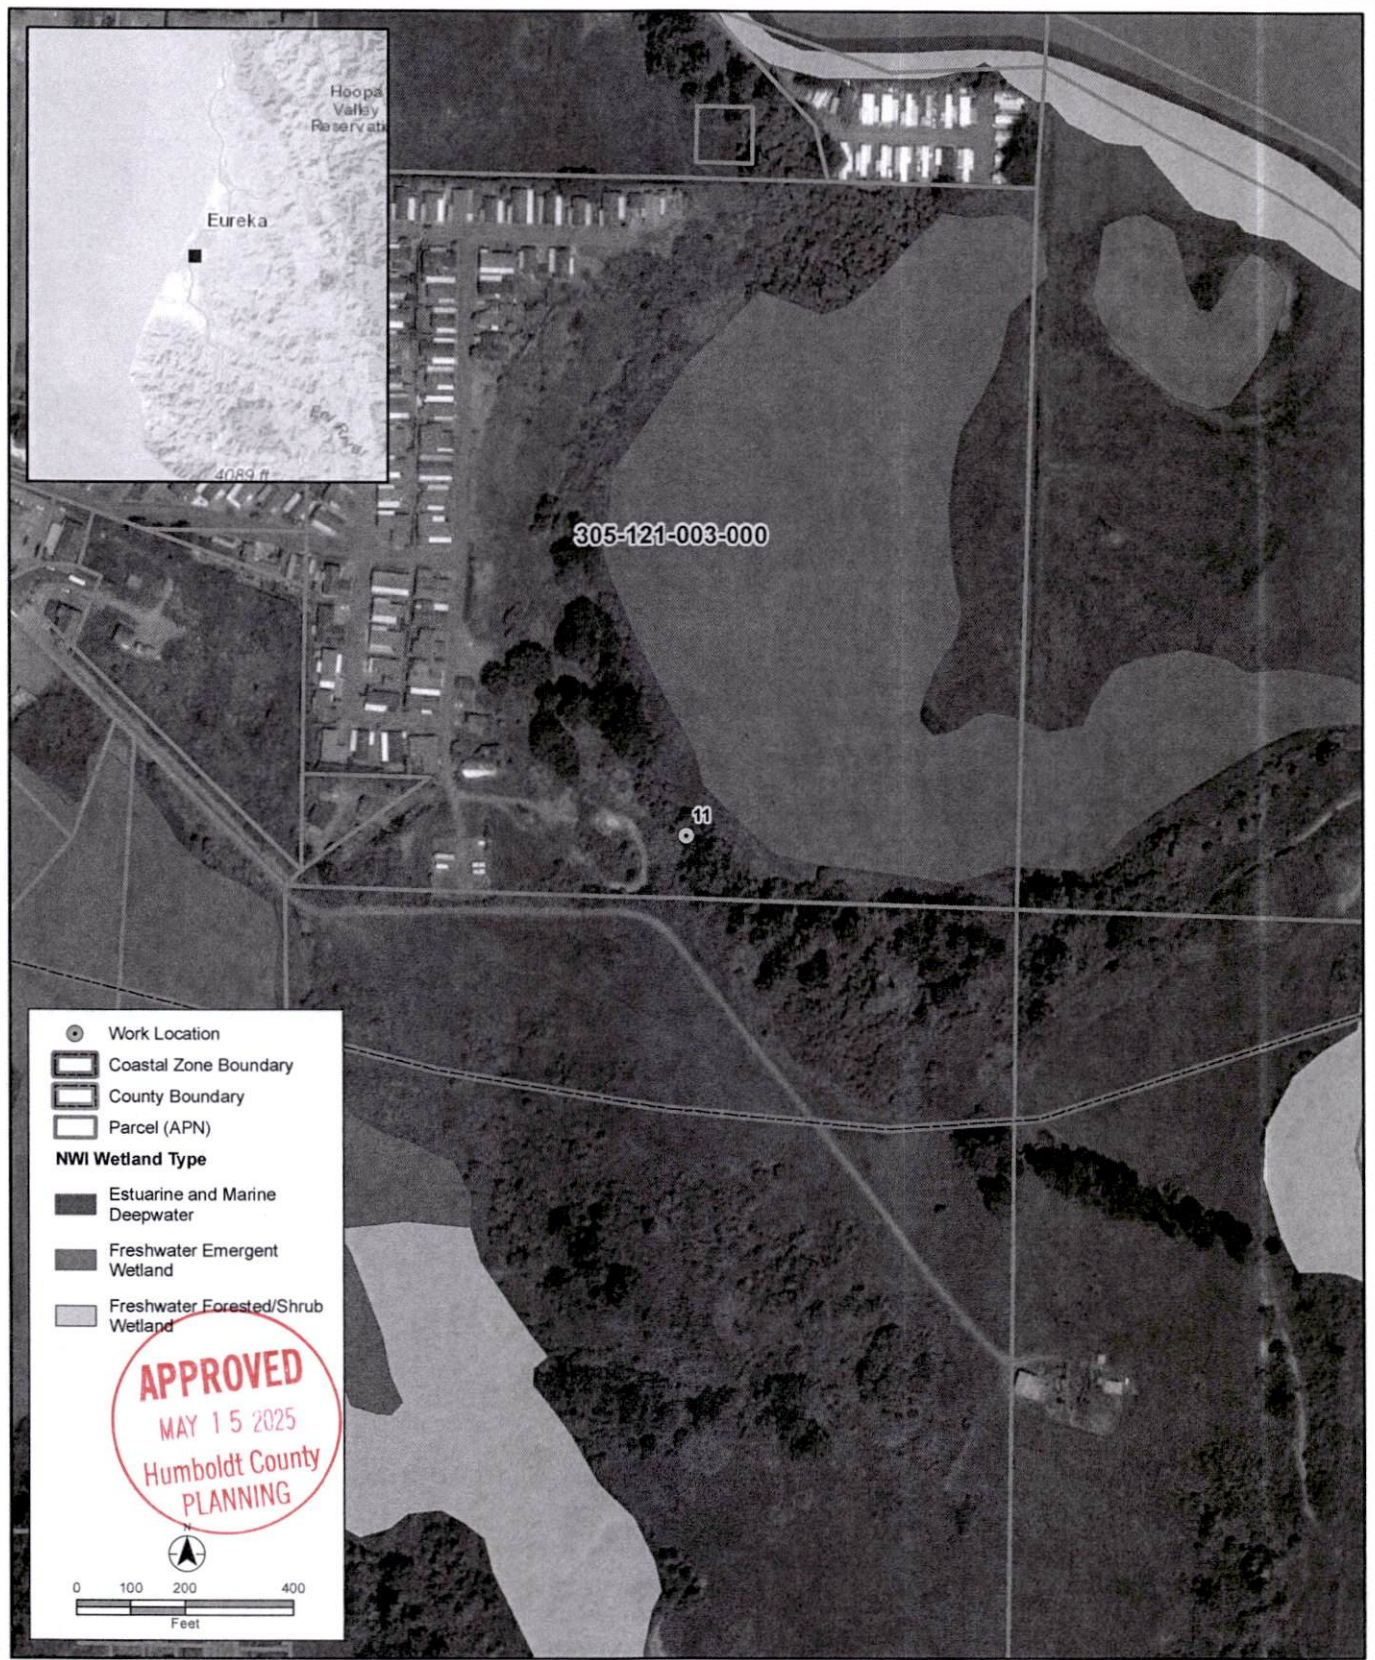 Hoopa
Valley
Reservati
Eureka
Eel River
4089 ft
305-121-003-000
11
Work Location
Coastal Zone Boundary
County Boundary
Parcel (APN)
NWI Wetland Type
Estuarine and Marine
Deepwater
Freshwater Emergent
Wetland
Freshwater Forested/Shrub
Wetland
APPROVED
MAY 15 2025
Humboldt County
PLANNING
N
0 100 200 400
Feet